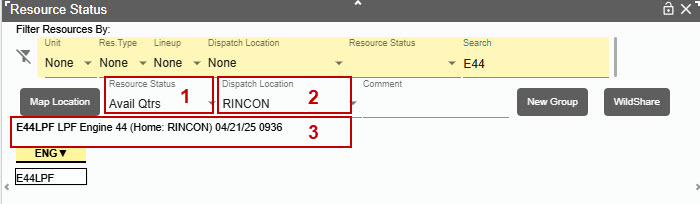 Resource Status
Filter Resources By:
Unit Res.Type Lineup Dispatch Location Resource Status Search
None None None None E44
Resource Status Dispatch Location Comment
Map Location Avail Qtrs 1 RINCON 2 New Group WildShare
E44LPF LPF Engine 44 (Home: RINCON) 04/21/25 0936 3
ENG▼
E44LPF